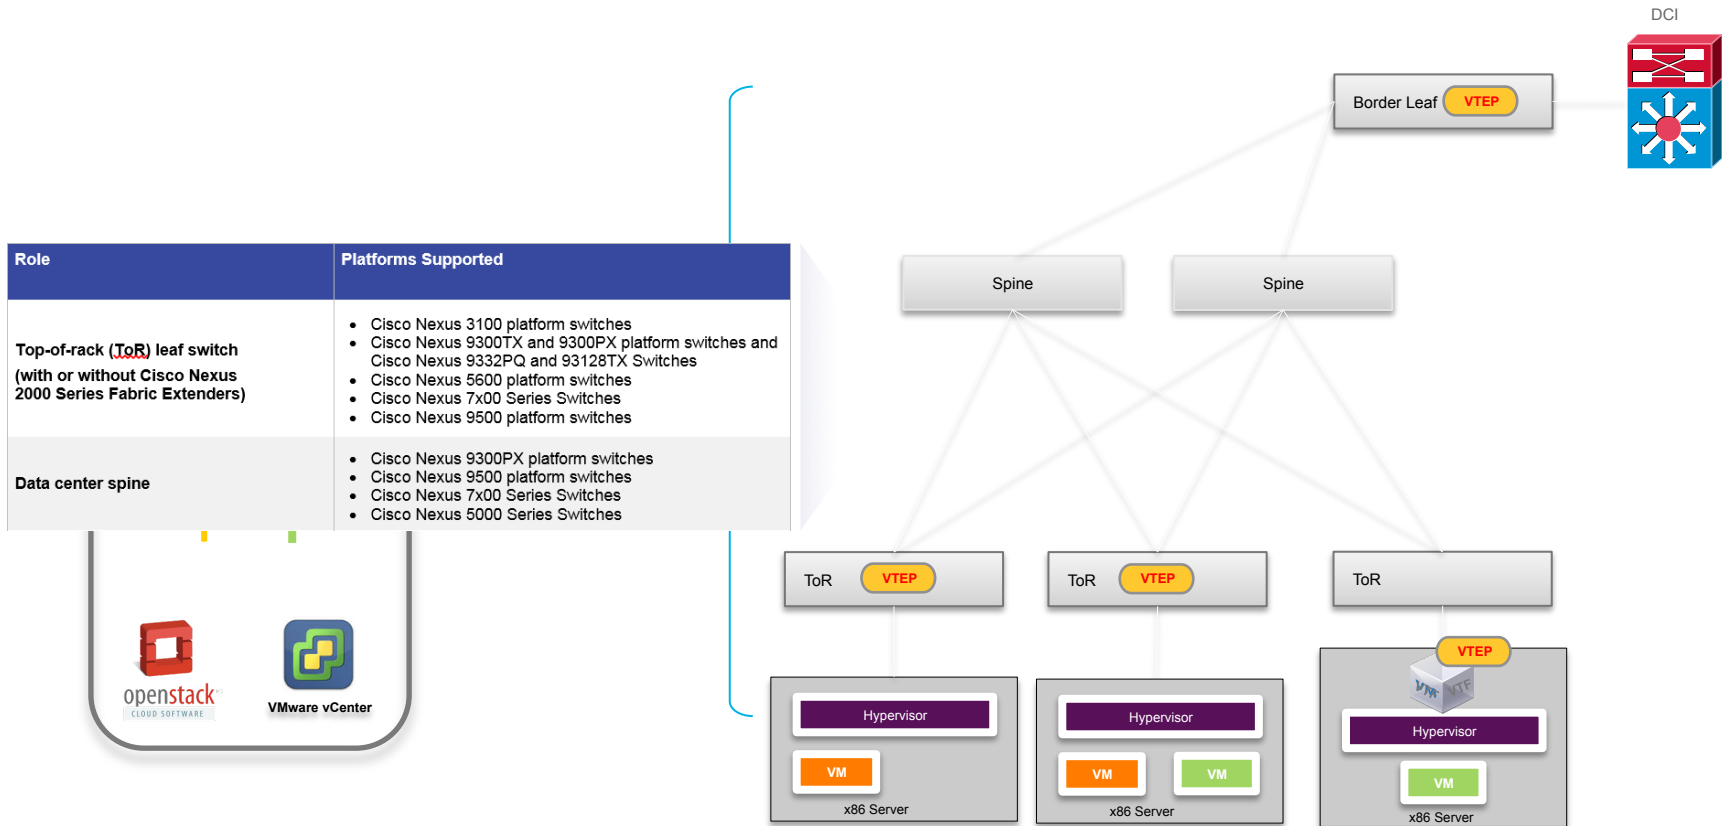 DCI
Border Leaf
VTEP
Role
Platforms Supported
Top-of-rack (ToR) leaf switch
(with or without Cisco Nexus
2000 Series Fabric Extenders)
• Cisco Nexus 3100 platform switches
• Cisco Nexus 9300TX and 9300PX platform switches and
Cisco Nexus 9332PQ and 93128TX Switches
• Cisco Nexus 5600 platform switches
• Cisco Nexus 7x00 Series Switches
• Cisco Nexus 9500 platform switches
Data center spine
• Cisco Nexus 9300PX platform switches
• Cisco Nexus 9500 platform switches
• Cisco Nexus 7x00 Series Switches
• Cisco Nexus 5000 Series Switches
Spine
Spine
ToR
VTEP
ToR
VTEP
ToR
openstack
CLOUD SOFTWARE
VMware vCenter
Hypervisor
VM
x86 Server
Hypervisor
VM
VM
x86 Server
VTEP
VTF
Hypervisor
VM
x86 Server